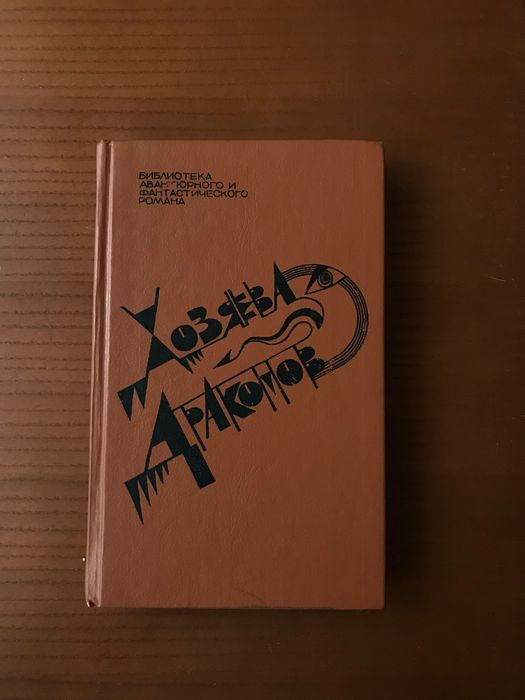 БИБЛИОТЕКА
АВАНТЮРНОГО И
ФАНТАСТИЧЕСКОГО
РОМАНА
ХОЗЯЕВА
ДРАКОНОВ